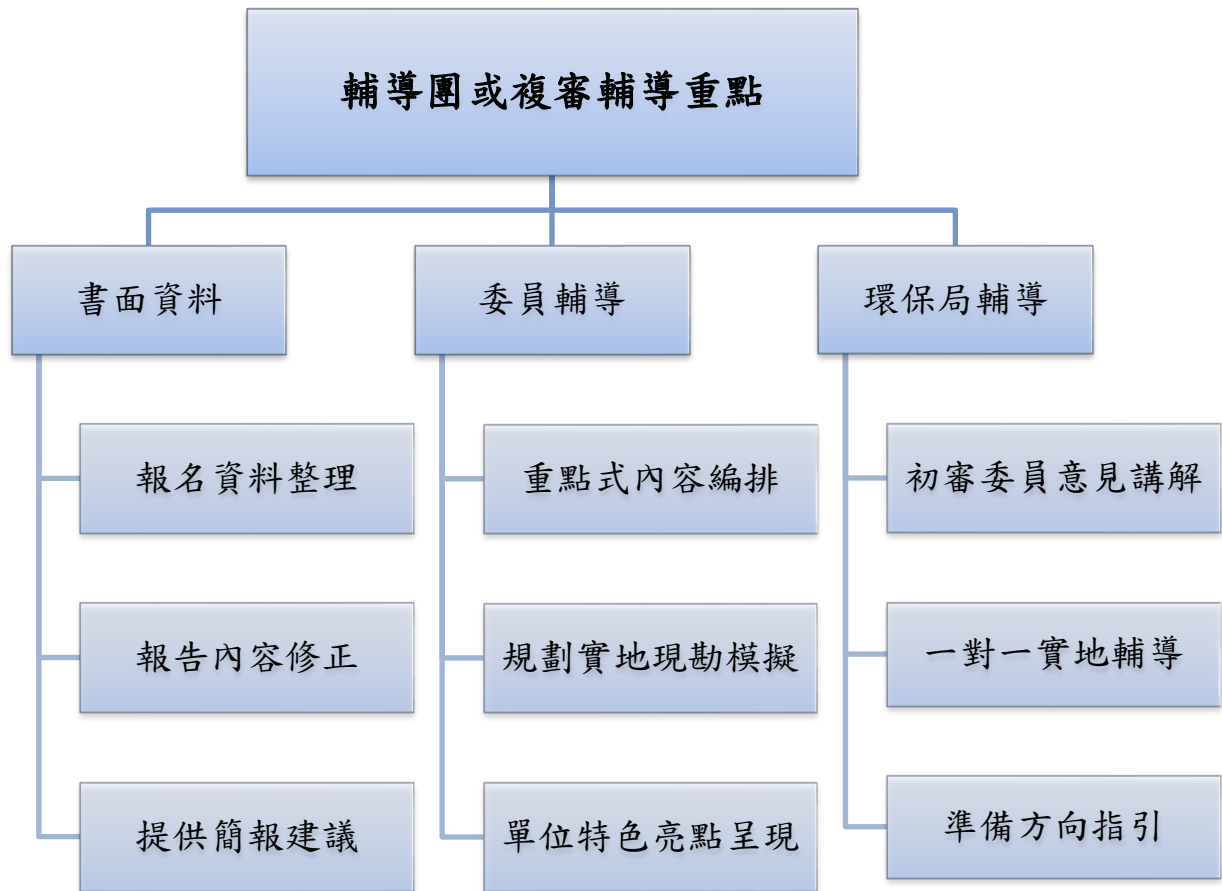 輔導團或複審輔導重點
書面資料
報名資料整理
報告內容修正
提供簡報建議
委員輔導
重點式內容編排
規劃實地現勘模擬
單位特色亮點呈現
環保局輔導
初審委員意見講解
一對一實地輔導
準備方向指引